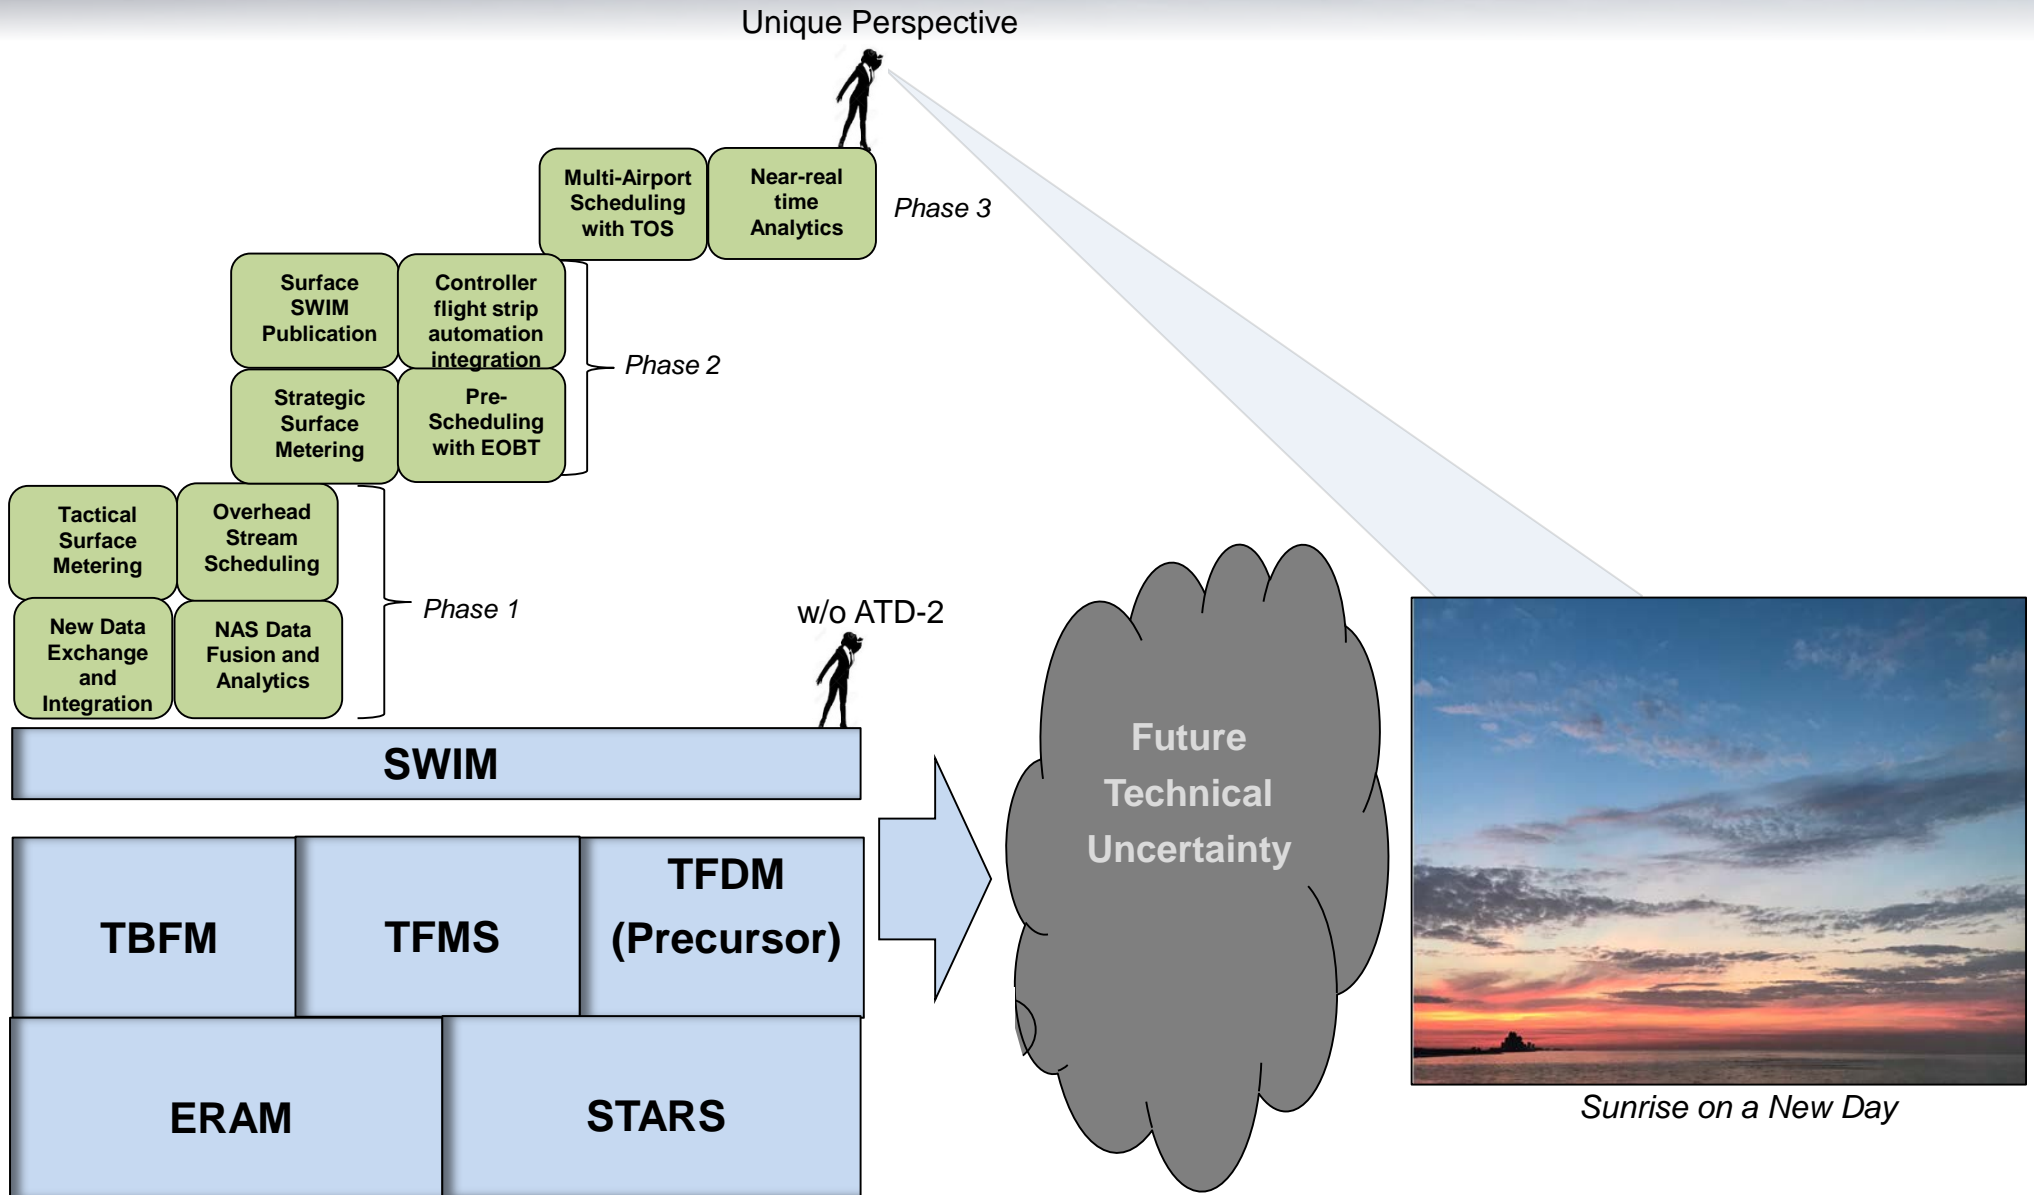 Unique Perspective
Multi-Airport
Scheduling
with TOS
Near-real
time
Analytics
Phase 3
Surface
SWIM
Publication
Controller
flight strip
automation
integration
Strategic
Surface
Metering
Pre-
Scheduling
with EOBT
Phase 2
Tactical
Surface
Metering
Overhead
Stream
Scheduling
New Data
Exchange
and
Integration
NAS Data
Fusion and
Analytics
Phase 1
w/o ATD-2
SWIM
TBFM
TFMS
TFDM
(Precursor)
ERAM
STARS
Future
Technical
Uncertainty
Sunrise on a New Day